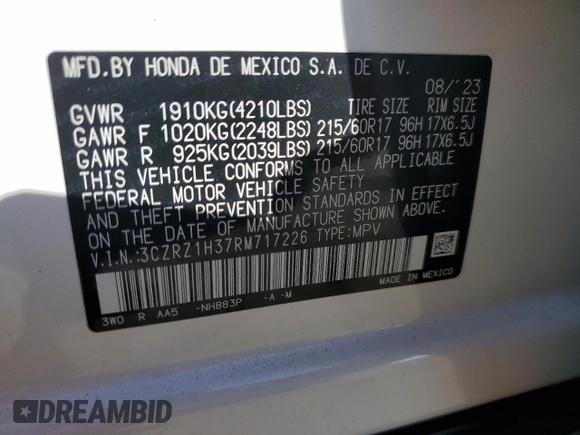 MFD.BY HONDA DE MEXICO S.A. DE C.V.
08/'23
GVWR 1910KG(4210LBS) TIRE SIZE RIM SIZE
GAWR F 1020KG(2248LBS) 215/60R17 96H 17X6.5J
GAWR R 925KG(2039LBS) 215/60R17 96H 17X6.5J
THIS VEHICLE CONFORMS TO ALL APPLICABLE
FEDERAL MOTOR VEHICLE SAFETY
AND THEFT PREVENTION STANDARDS IN EFFECT
ON THE DATE OF MANUFACTURE SHOWN ABOVE.
V.I.N.:3CZRZ1H37RM717226 TYPE:MPV
3W0 R AA5 -NH883P -A -M
MADE IN MEXICO
DREAMBID